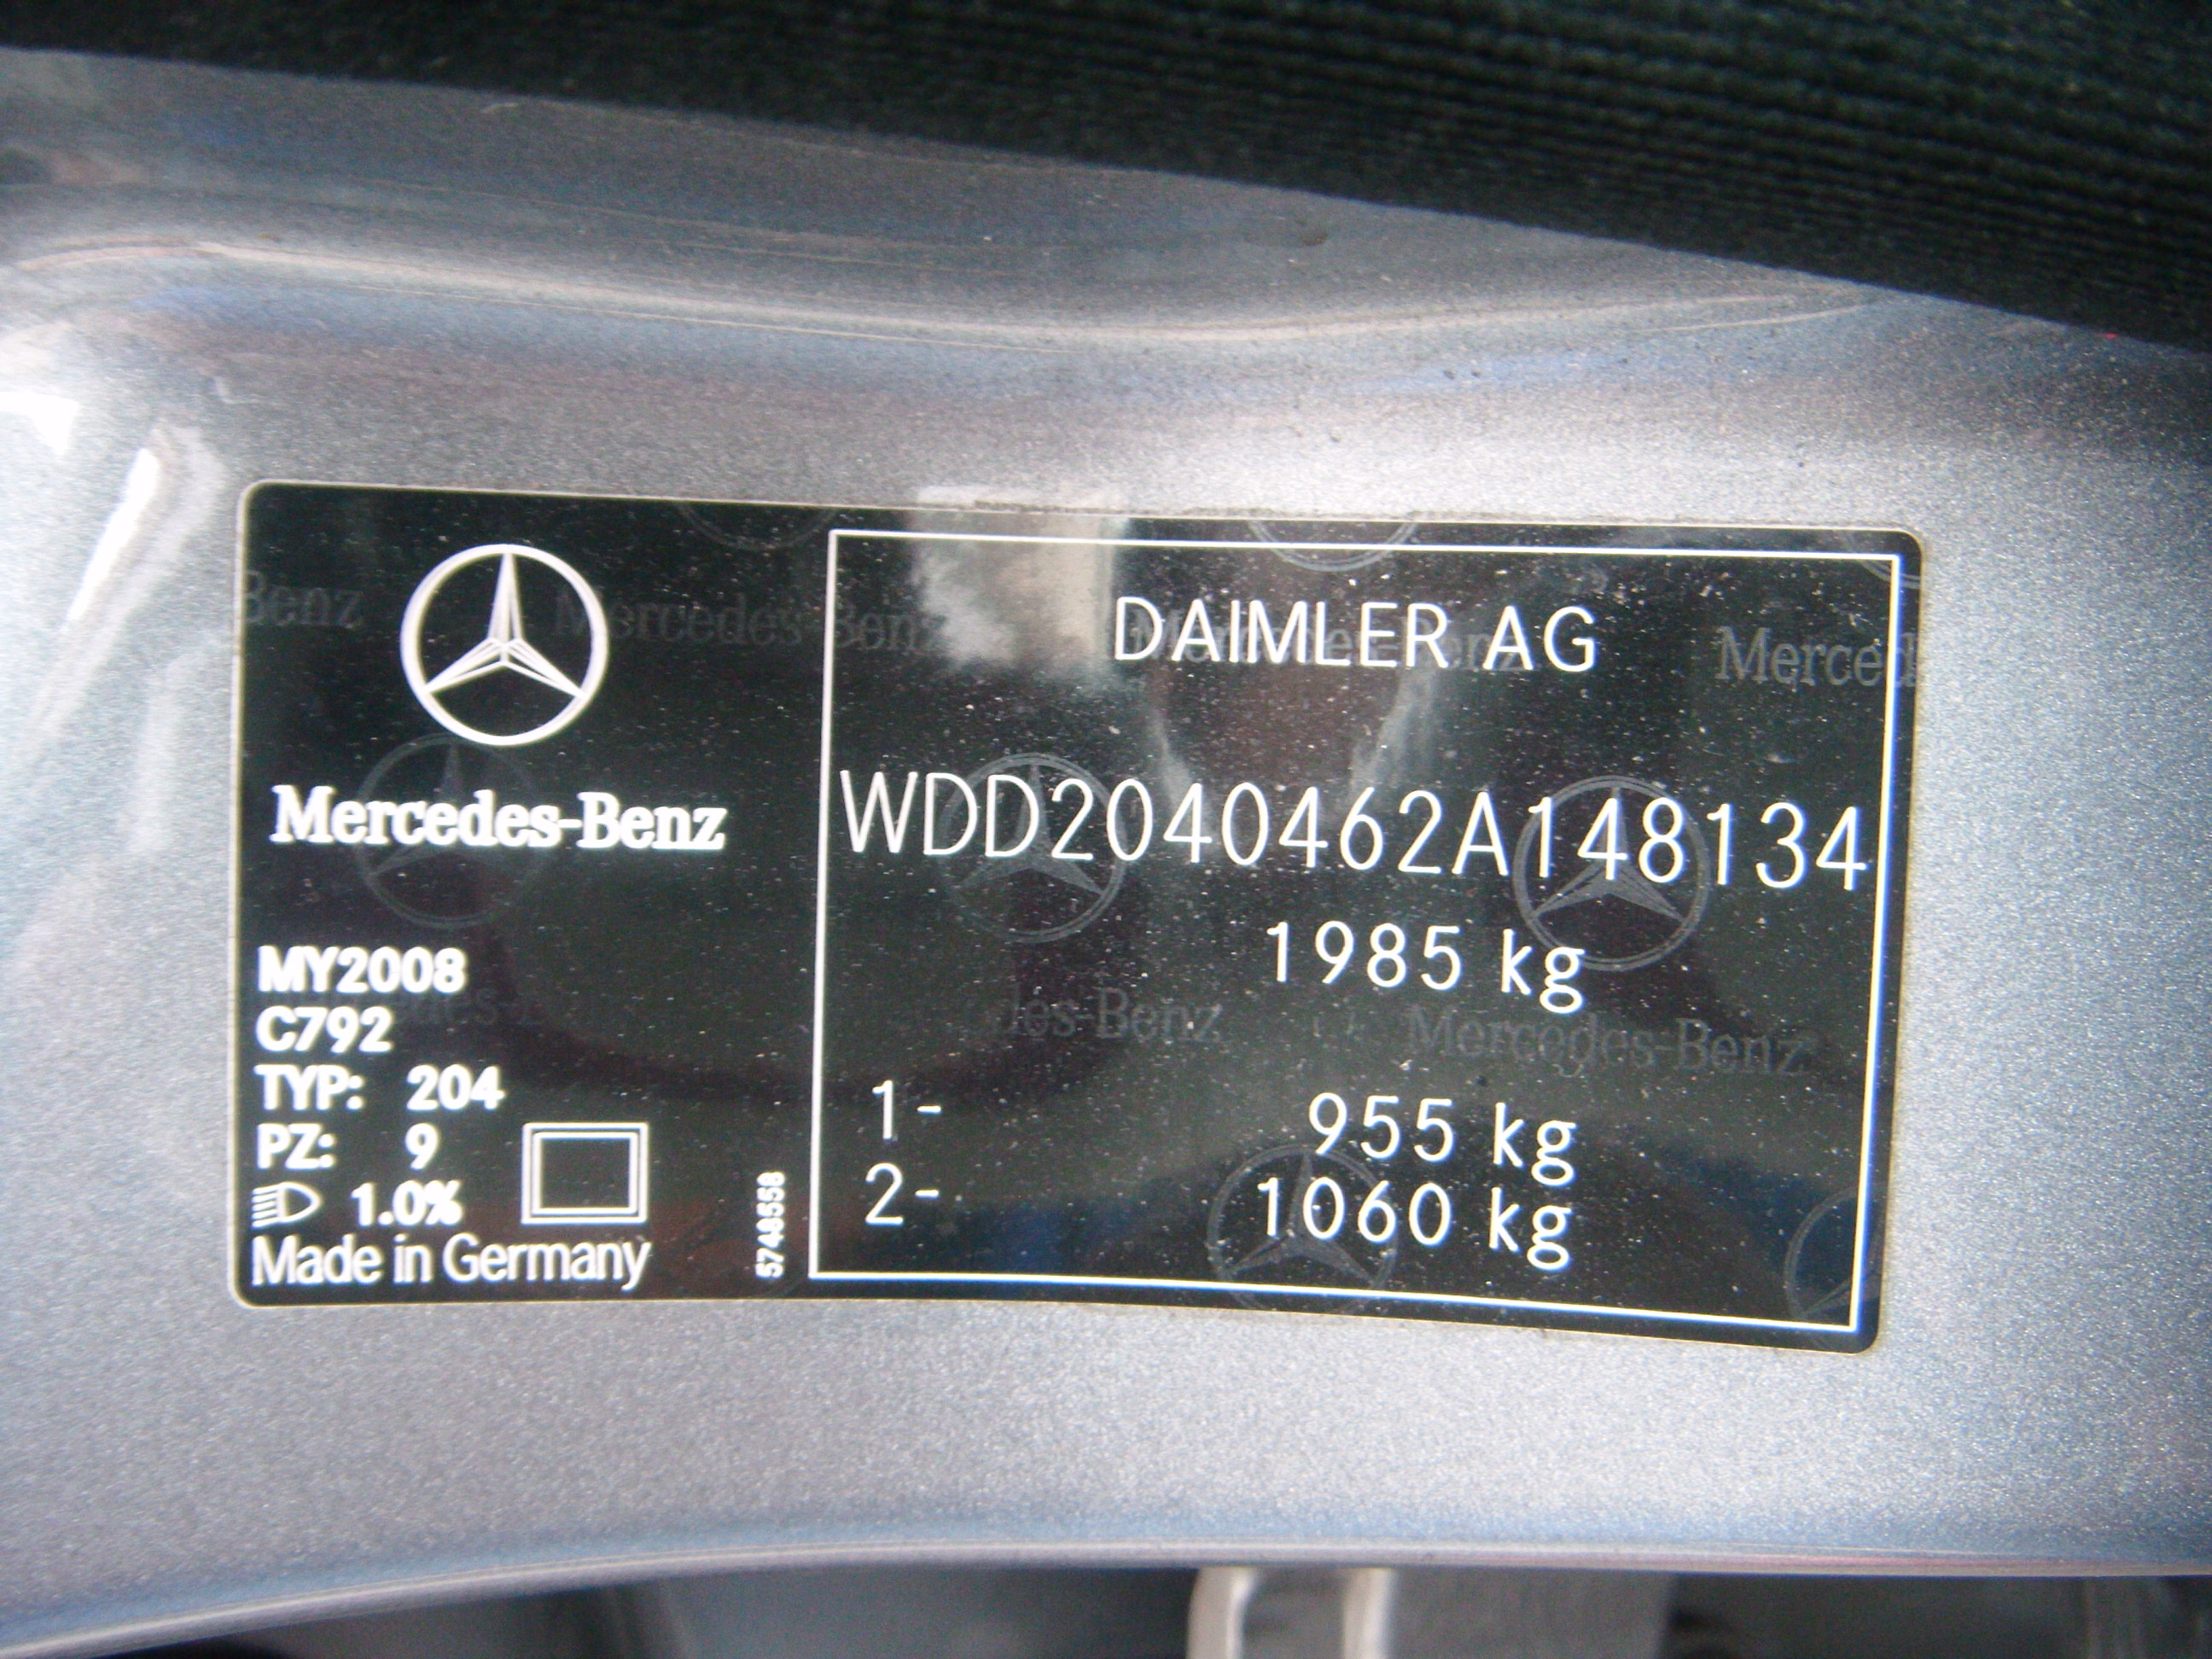 Mercedes-Benz
MY2008
C792
TYP: 204
PZ: 9
1.0%
Made in Germany
5748558
DAIMLER AG
WDD2040462A148134
1985 kg
1- 955 kg
2- 1060 kg